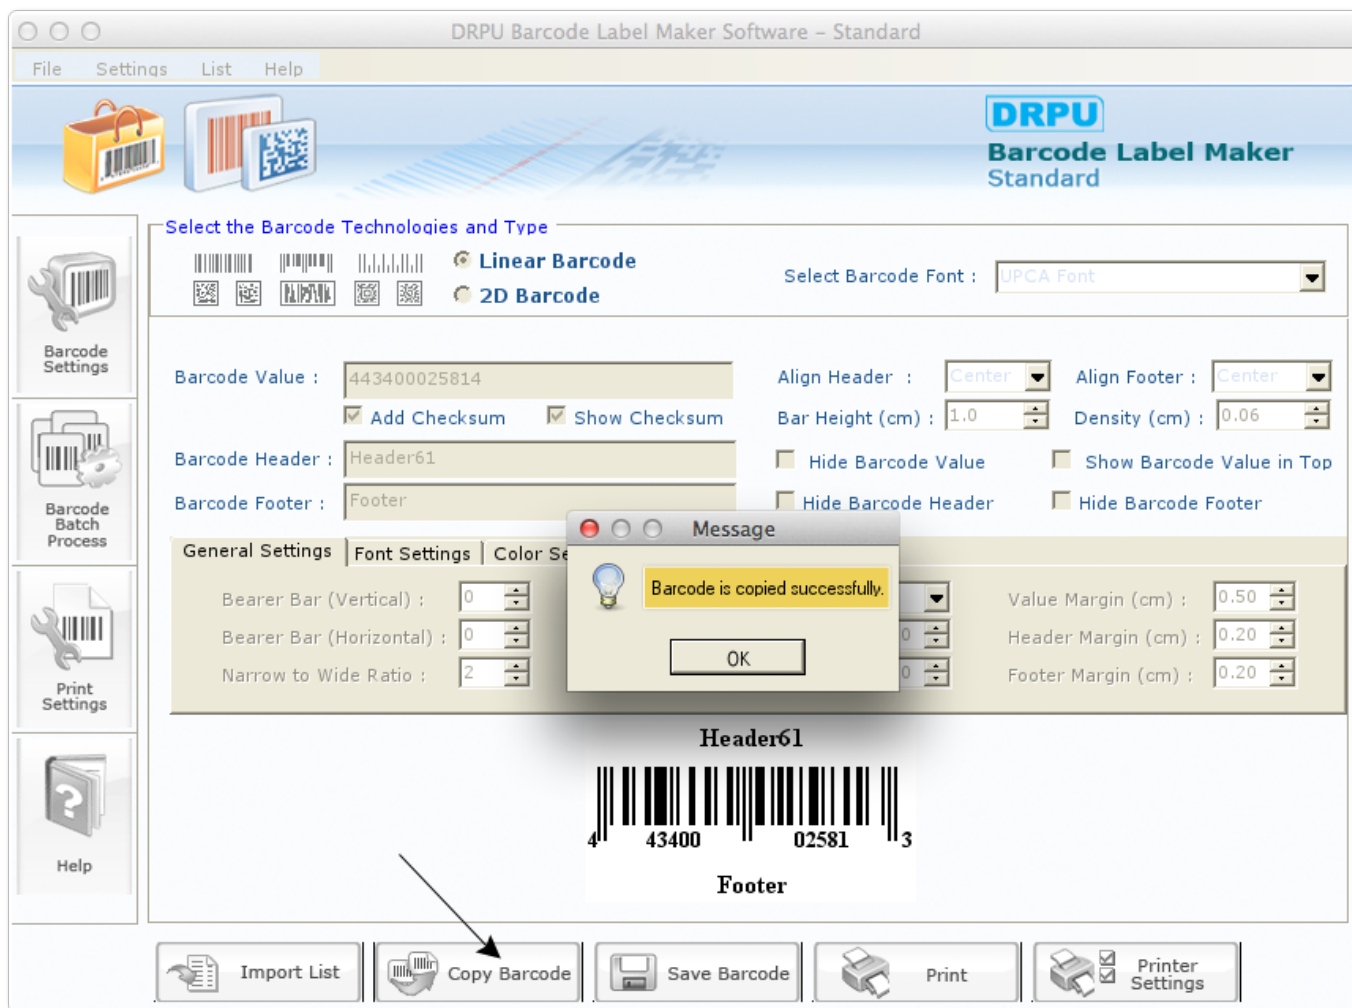 DRPU Barcode Label Maker Software – Standard
File Settings List Help
DRPU
Barcode Label Maker
Standard
Select the Barcode Technologies and Type
Linear Barcode
2D Barcode
Select Barcode Font : UPCA Font
Barcode Settings
Barcode Value : 443400025814
Align Header : Center Align Footer : Center
Add Checksum Show Checksum
Bar Height (cm) : 1.0 Density (cm) : 0.06
Barcode Header : Header61
Hide Barcode Value Show Barcode Value in Top
Barcode Footer : Footer
Hide Barcode Header Hide Barcode Footer
Barcode Batch Process
General Settings Font Settings Color Se
Message
Barcode is copied successfully.
OK
Bearer Bar (Vertical) : 0
Value Margin (cm) : 0.50
Bearer Bar (Horizontal) : 0
0
Header Margin (cm) : 0.20
Narrow to Wide Ratio : 2
0
Footer Margin (cm) : 0.20
Print Settings
Header61
4 43400 02581 3
Footer
Help
Import List Copy Barcode Save Barcode Print Printer Settings